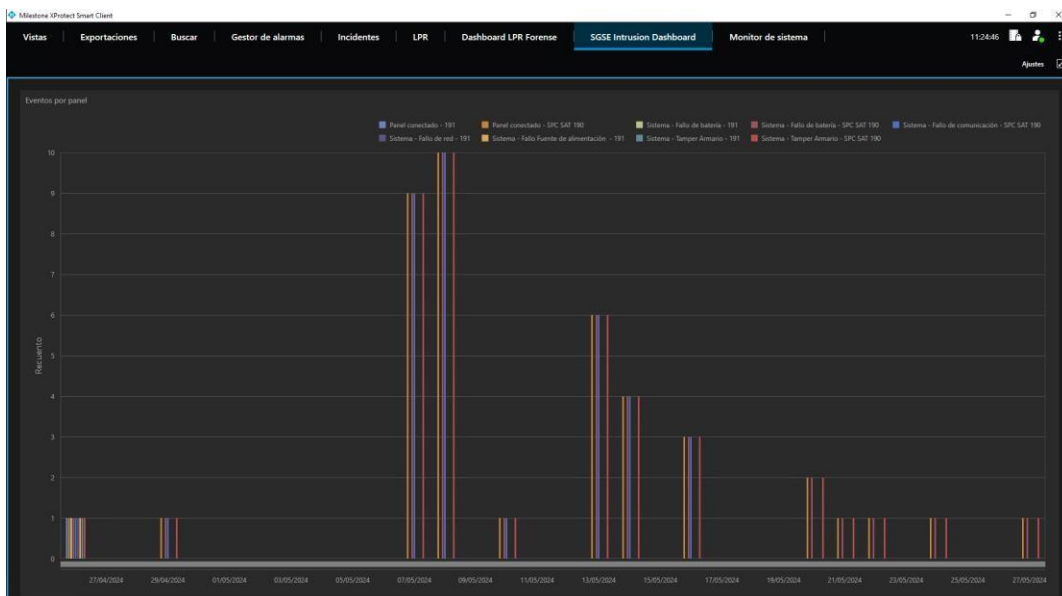 Milestone XProtect Smart Client
Vistas Exportaciones Buscar Gestor de alarmas Incidentes LPR Dashboard LPR Forense SGSE Intrusion Dashboard Monitor de sistema 11:24:46
Ajustes
Eventos por panel
Panel conectado - 191 Panel conectado - SPC SAT 190 Sistema - Fallo de batería - 191 Sistema - Fallo de batería - SPC SAT 190 Sistema - Fallo de comunicación - SPC SAT 190
Sistema - Fallo de red - 191 Sistema - Fallo Fuente de alimentación - 191 Sistema - Tamper Armario - 191 Sistema - Tamper Armario - SPC SAT 190
10
9
8
7
6
5
4
3
2
1
0
Recuento
27/04/2024 29/04/2024 01/05/2024 03/05/2024 05/05/2024 07/05/2024 09/05/2024 11/05/2024 13/05/2024 15/05/2024 17/05/2024 19/05/2024 21/05/2024 23/05/2024 25/05/2024 27/05/2024